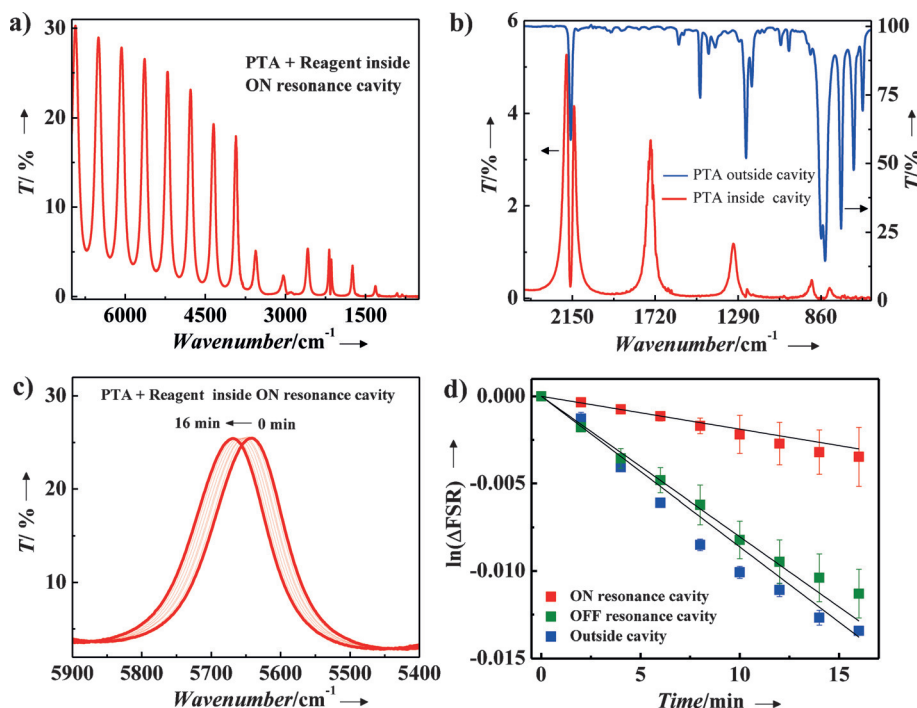 a)
PTA + Reagent inside
ON resonance cavity
T/ % →
30
20
10
0
6000
4500
3000
1500
Wavenumber/cm-1 →
b)
T/% →
6
4
2
0
PTA outside cavity
PTA inside cavity
100
75
50
25
0
T/% →
2150
1720
1290
860
Wavenumber/cm-1 →
c)
PTA + Reagent inside ON resonance cavity
16 min ← 0 min
T/ % →
30
20
10
5900
5800
5700
5600
5500
5400
Wavenumber/cm-1 →
d)
ln(ΔFSR) →
0.000
-0.005
-0.010
-0.015
ON resonance cavity
OFF resonance cavity
Outside cavity
0
5
10
15
Time/min →